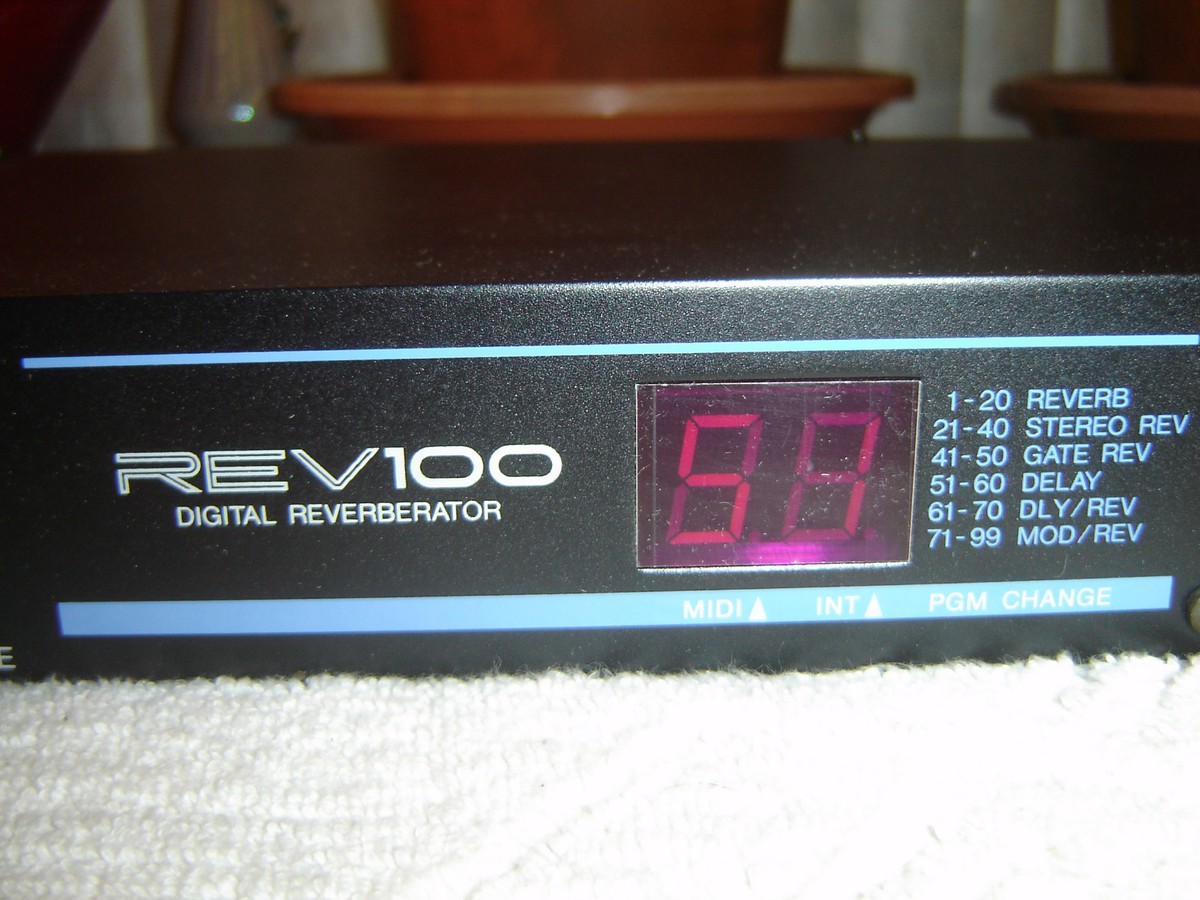 REV100
DIGITAL REVERBERATOR
1-20 REVERB
21-40 STEREO REV
41-50 GATE REV
51-60 DELAY
61-70 DLY/REV
71-99 MOD/REV
MIDI▲ INT▲ PGM CHANGE
E